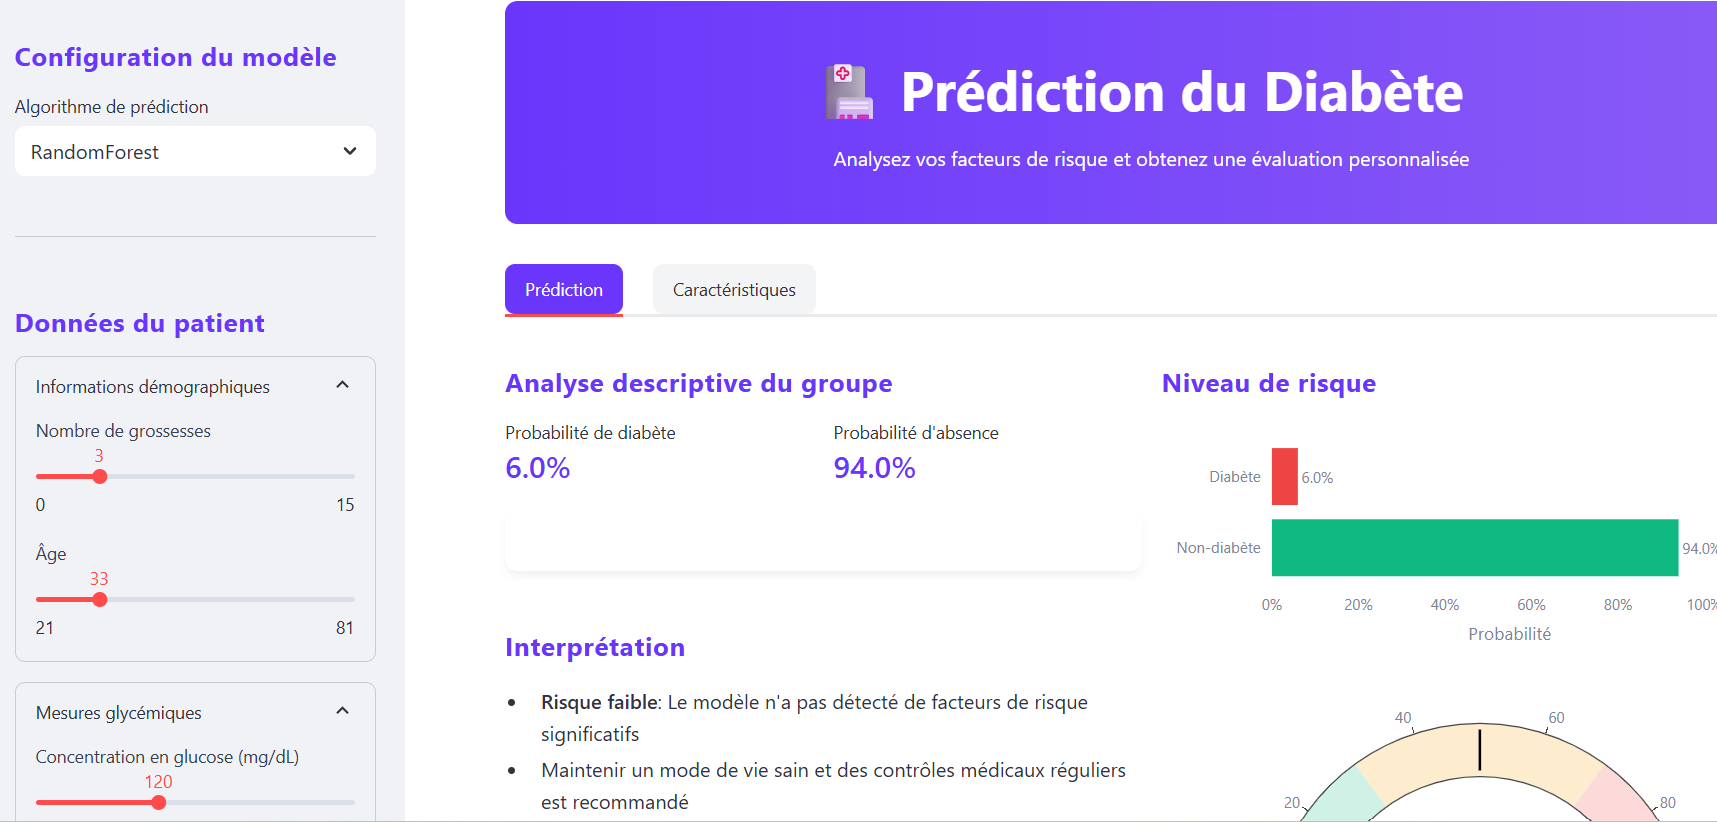 Configuration du modèle
Algorithme de prédiction
RandomForest
Données du patient
Informations démographiques
Nombre de grossesses
3
0 15
Âge
33
21 81
Mesures glycémiques
Concentration en glucose (mg/dL)
120
Prédiction du Diabète
Analysez vos facteurs de risque et obtenez une évaluation personnalisée
Prédiction Caractéristiques
Analyse descriptive du groupe
Probabilité de diabète Probabilité d'absence
6.0% 94.0%
Interprétation
• Risque faible: Le modèle n'a pas détecté de facteurs de risque
significatifs
• Maintenir un mode de vie sain et des contrôles médicaux réguliers
est recommandé
Niveau de risque
Diabète 6.0%
Non-diabète 94.0%
0% 20% 40% 60% 80% 100%
Probabilité
40 60
20 80